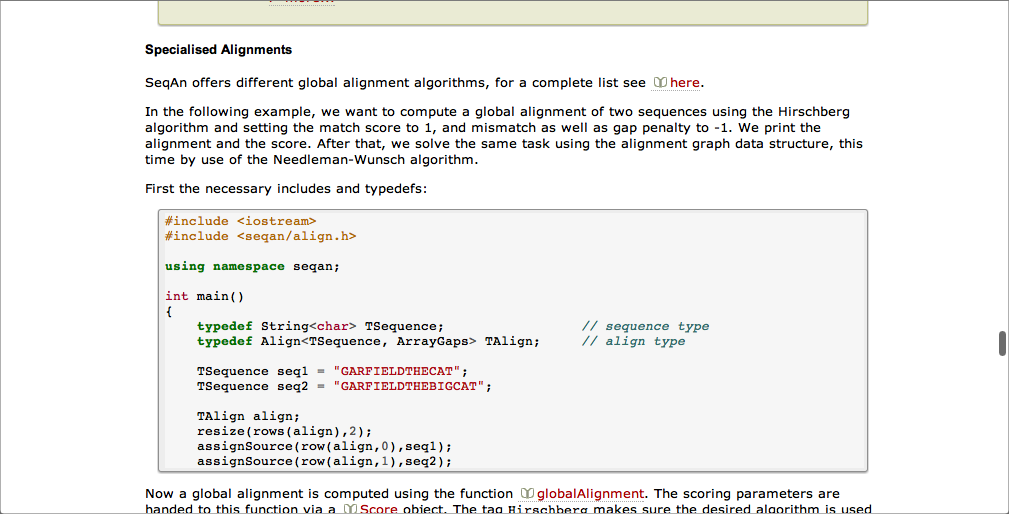 Specialised Alignments
SeqAn offers different global alignment algorithms, for a complete list see here.
In the following example, we want to compute a global alignment of two sequences using the Hirschberg
algorithm and setting the match score to 1, and mismatch as well as gap penalty to -1. We print the
alignment and the score. After that, we solve the same task using the alignment graph data structure, this
time by use of the Needleman-Wunsch algorithm.
First the necessary includes and typedefs:
#include <iostream>
#include <seqan/align.h>
using namespace seqan;
int main()
{
typedef String<char> TSequence; // sequence type
typedef Align<TSequence, ArrayGaps> TAlign; // align type
TSequence seq1 = "GARFIELDTHECAT";
TSequence seq2 = "GARFIELDTHEBIGCAT";
TAlign align;
resize(rows(align),2);
assignSource(row(align,0),seq1);
assignSource(row(align,1),seq2);
Now a global alignment is computed using the function globalAlignment. The scoring parameters are
handed to this function via a Score object. The tag Hirschberg makes sure the desired algorithm is used